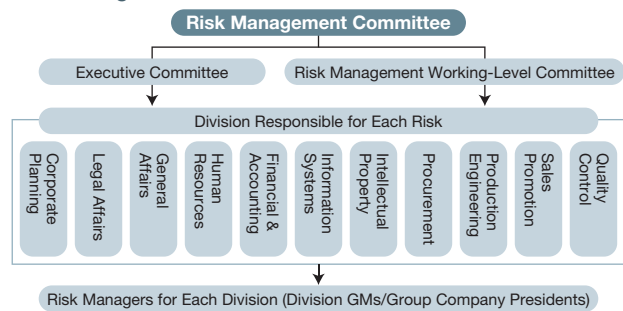 Risk Management Committee
Executive Committee
Risk Management Working-Level Committee
Division Responsible for Each Risk
Corporate
Planning
Legal Affairs
General
Affairs
Human
Resources
Financial &
Accounting
Information
Systems
Intellectual
Property
Procurement
Production
Engineering
Sales
Promotion
Quality
Control
Risk Managers for Each Division (Division GMs/Group Company Presidents)